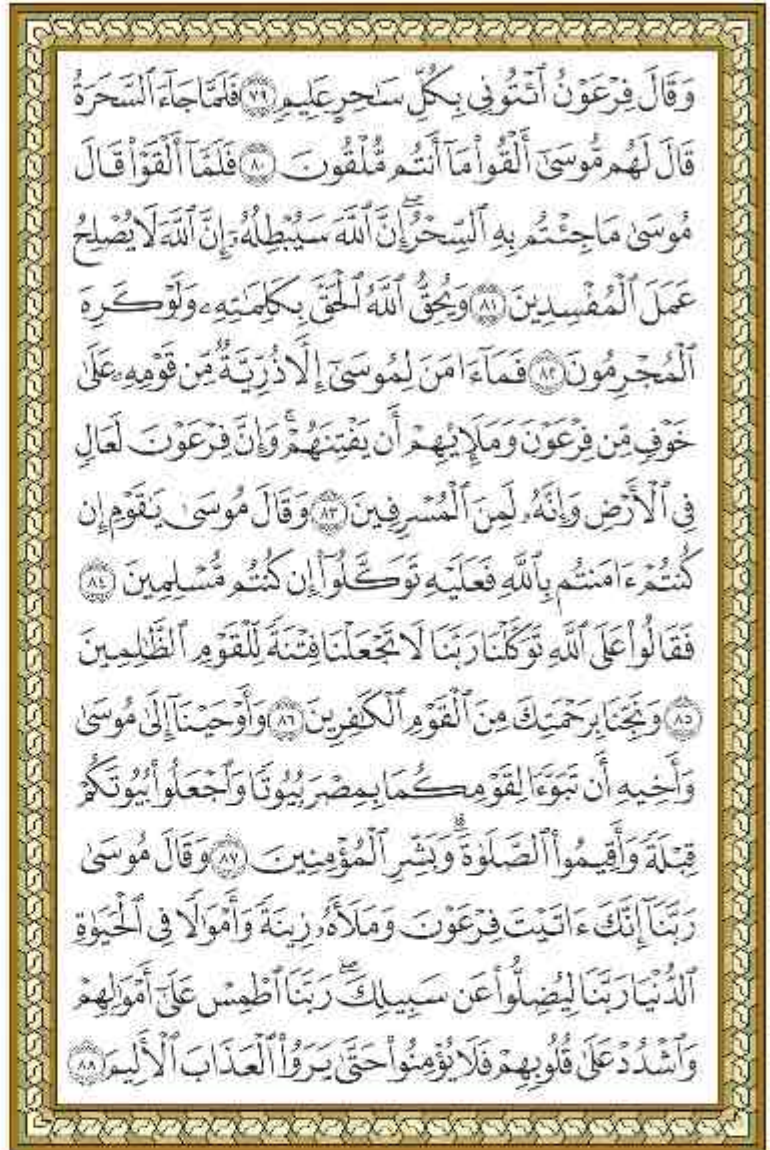 وَقَالَ فِرْعَوْنُ ٱئْتُونِى بِكُلِّ سَٰحِرٍ عَلِيمٍ ٧٩ فَلَمَّا جَآءَ ٱلسَّحَرَةُ
قَالَ لَهُم مُّوسَىٰٓ أَلْقُوا۟ مَآ أَنتُم مُّلْقُونَ ٨٠ فَلَمَّآ أَلْقَوْا۟ قَالَ
مُوسَىٰ مَا جِئْتُم بِهِ ٱلسِّحْرُ ۖ إِنَّ ٱللَّهَ سَيُبْطِلُهُۥٓ إِنَّ ٱللَّهَ لَا يُصْلِحُ
عَمَلَ ٱلْمُفْسِدِينَ ٨١ وَيُحِقُّ ٱللَّهُ ٱلْحَقَّ بِكَلِمَٰتِهِۦ وَلَوْ كَرِهَ
ٱلْمُجْرِمُونَ ٨٢ فَمَآ ءَامَنَ لِمُوسَىٰٓ إِلَّا ذُرِّيَّةٌ مِّن قَوْمِهِۦ عَلَىٰ
خَوْفٍ مِّن فِرْعَوْنَ وَمَلَإِي۟هِمْ أَن يَفْتِنَهُمْ ۚ وَإِنَّ فِرْعَوْنَ لَعَالٍ
فِى ٱلْأَرْضِ وَإِنَّهُۥ لَمِنَ ٱلْمُسْرِفِينَ ٨٣ وَقَالَ مُوسَىٰ يَٰقَوْمِ إِن
كُنتُمْ ءَامَنتُم بِٱللَّهِ فَعَلَيْهِ تَوَكَّلُوٓا۟ إِن كُنتُم مُّسْلِمِينَ ٨٤
فَقَالُوا۟ عَلَى ٱللَّهِ تَوَكَّلْنَا رَبَّنَا لَا تَجْعَلْنَا فِتْنَةً لِّلْقَوْمِ ٱلظَّٰلِمِينَ
٨٥ وَنَجِّنَا بِرَحْمَتِكَ مِنَ ٱلْقَوْمِ ٱلْكَٰفِرِينَ ٨٦ وَأَوْحَيْنَآ إِلَىٰ مُوسَىٰ
وَأَخِيهِ أَن تَبَوَّءَا لِقَوْمِكُمَا بِمِصْرَ بُيُوتًا وَٱجْعَلُوا۟ بُيُوتَكُمْ
قِبْلَةً وَأَقِيمُوا۟ ٱلصَّلَوٰةَ ۗ وَبَشِّرِ ٱلْمُؤْمِنِينَ ٨٧ وَقَالَ مُوسَىٰ
رَبَّنَآ إِنَّكَ ءَاتَيْتَ فِرْعَوْنَ وَمَلَأَهُۥ زِينَةً وَأَمْوَٰلًا فِى ٱلْحَيَوٰةِ
ٱلدُّنْيَا رَبَّنَا لِيُضِلُّوا۟ عَن سَبِيلِكَ ۖ رَبَّنَا ٱطْمِسْ عَلَىٰٓ أَمْوَٰلِهِمْ
وَٱشْدُدْ عَلَىٰ قُلُوبِهِمْ فَلَا يُؤْمِنُوا۟ حَتَّىٰ يَرَوُا۟ ٱلْعَذَابَ ٱلْأَلِيمَ ٨٨